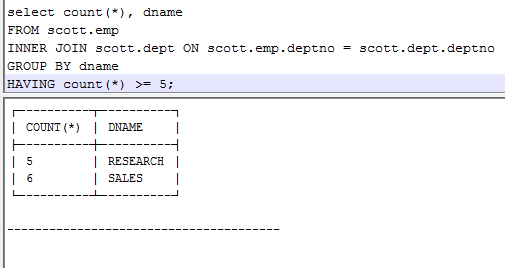 select count(*), dname
FROM scott.emp
INNER JOIN scott.dept ON scott.emp.deptno = scott.dept.deptno
GROUP BY dname
HAVING count(*) >= 5;
COUNT(*) | DNAME
5 | RESEARCH
6 | SALES
---------------------------------------